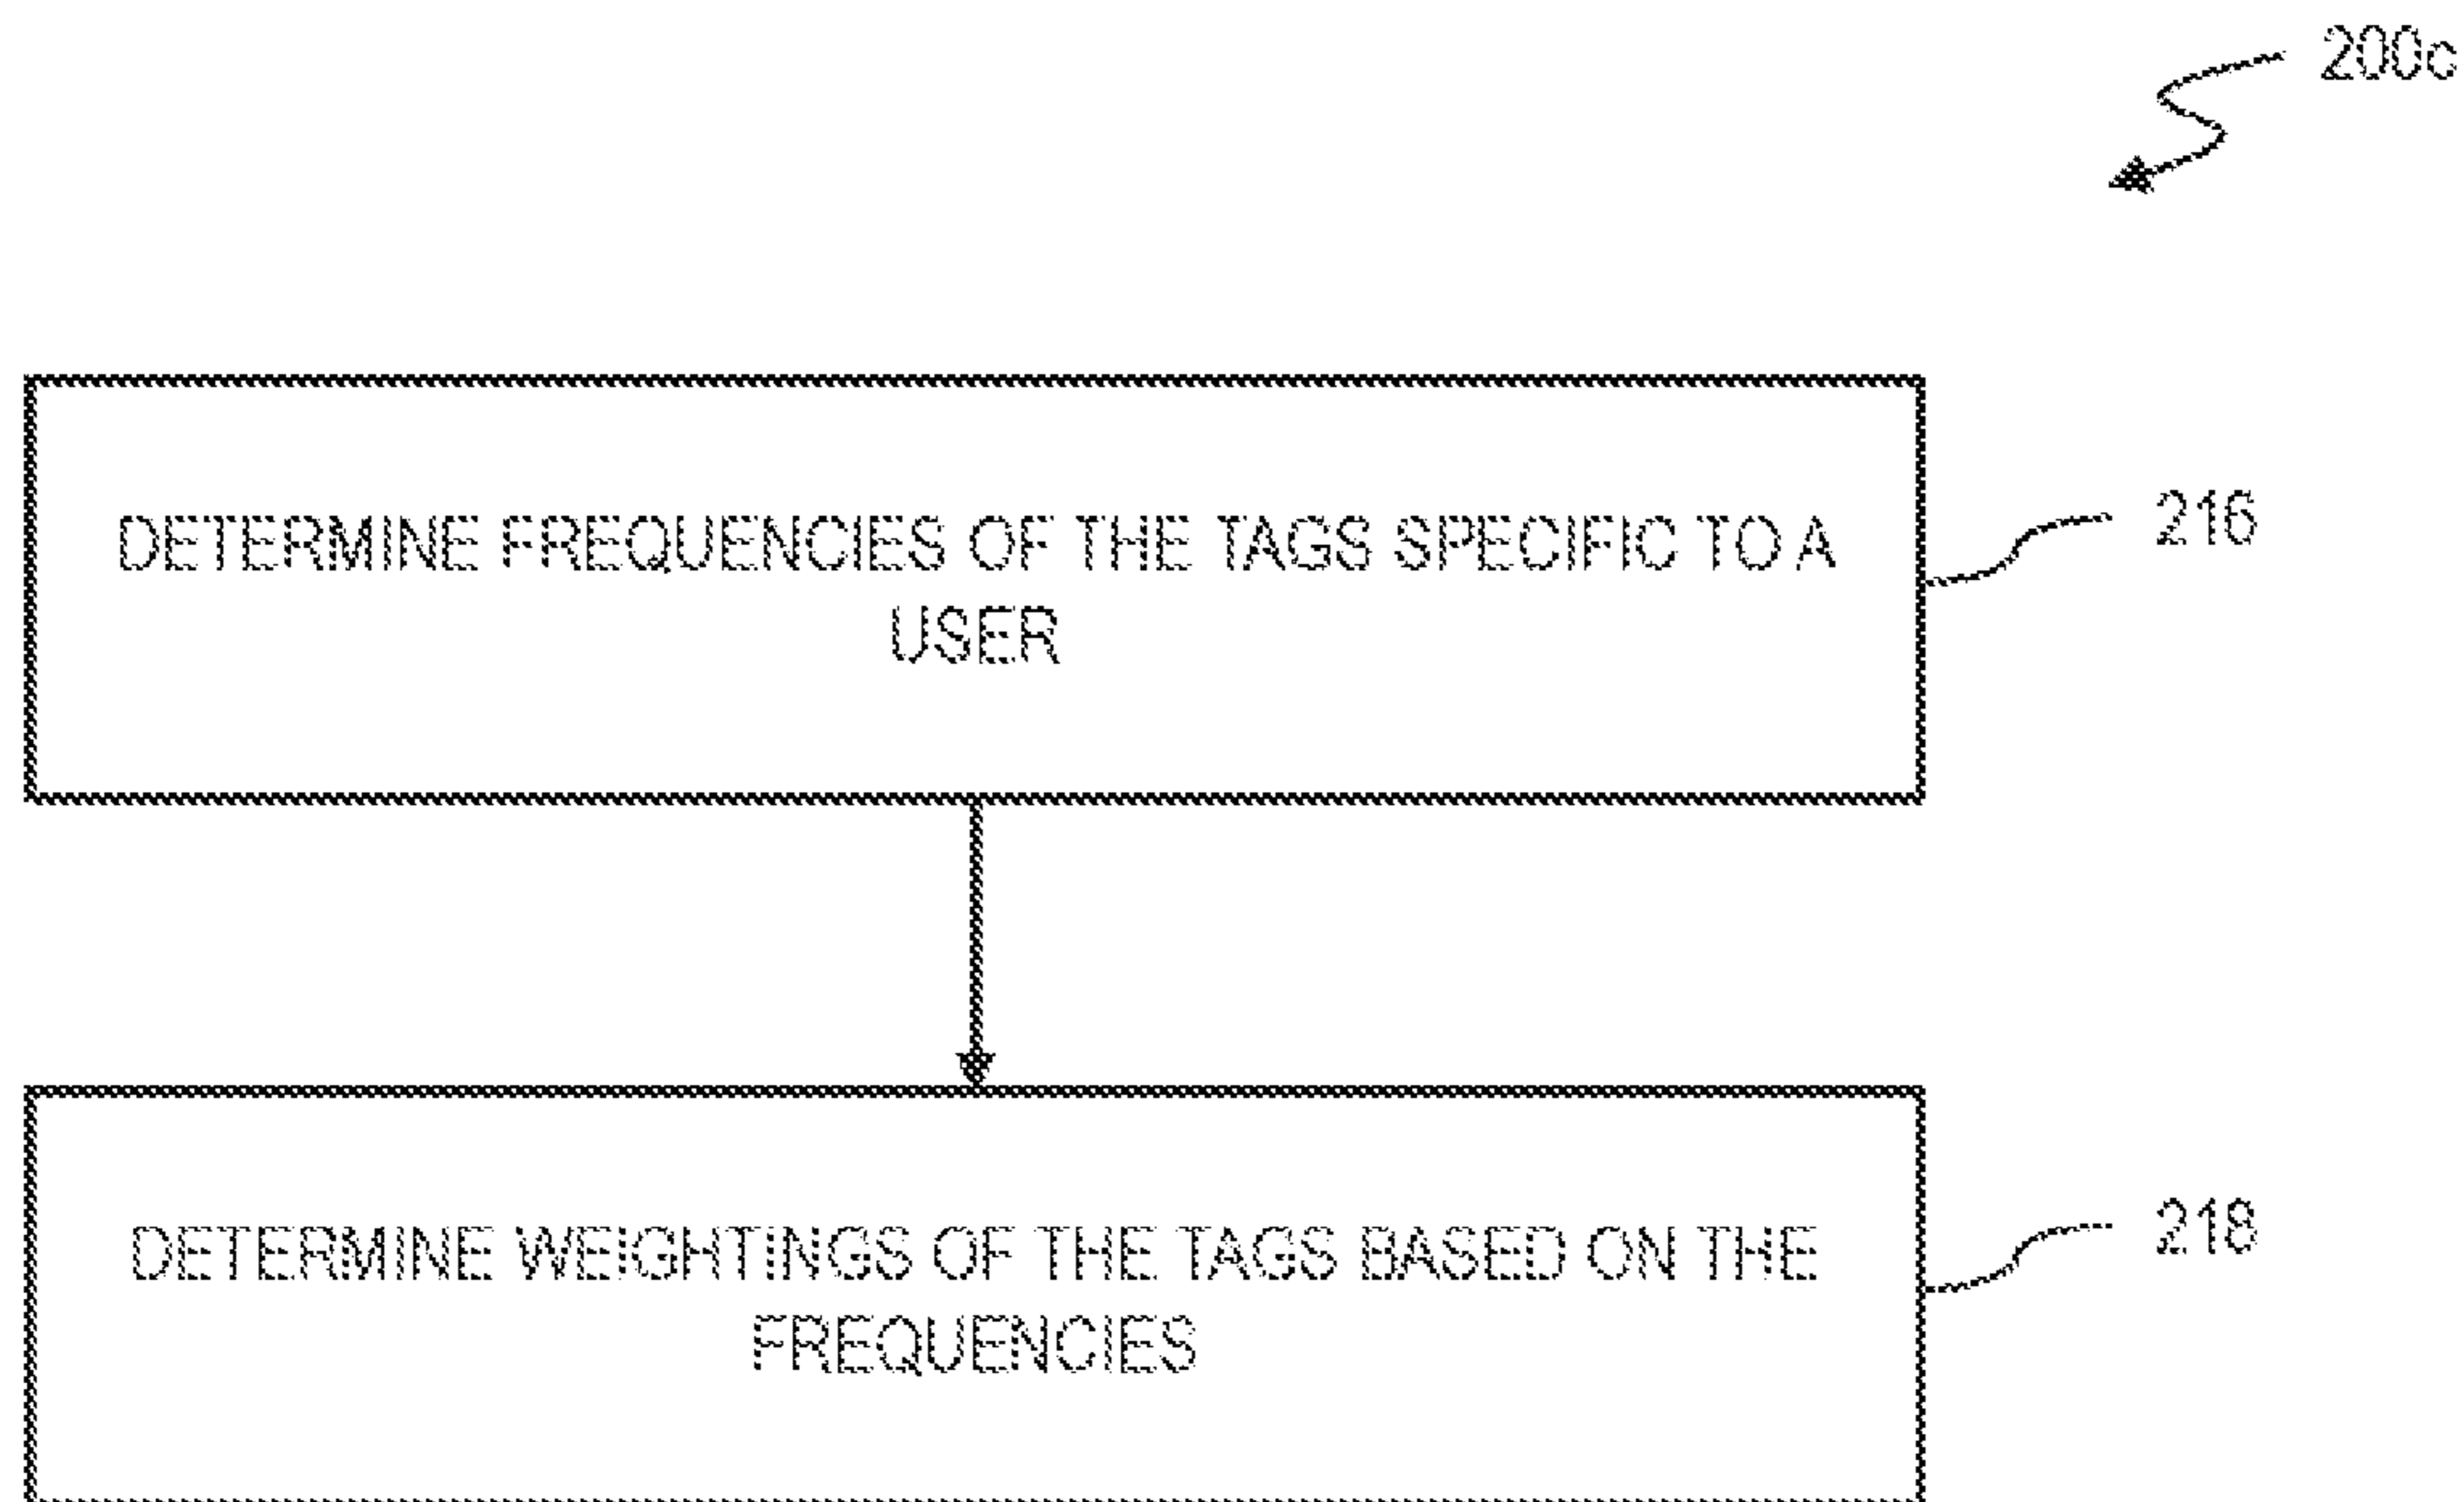 200c
DETERMINE FREQUENCIES OF THE TAGS SPECIFIC TO A
USER
216
DETERMINE WEIGHTINGS OF THE TAGS BASED ON THE
FREQUENCIES
218